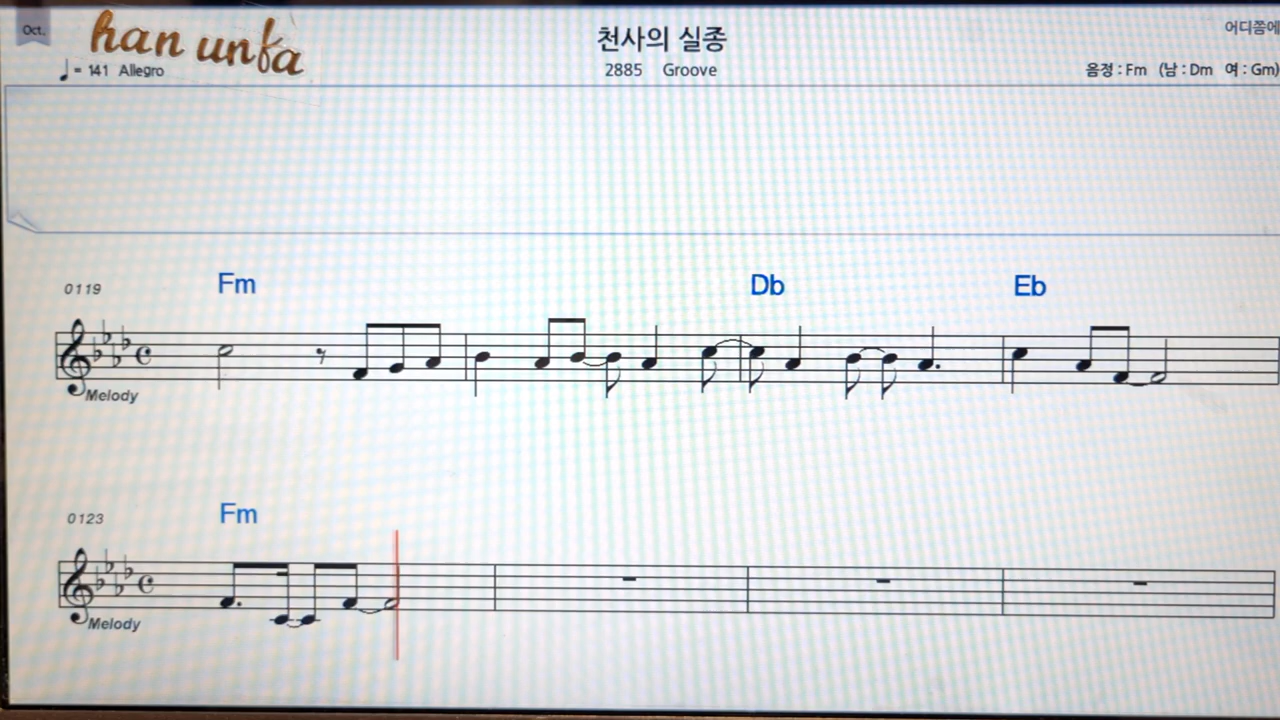 Oct.
han unfa
천사의 실종
어디쯤에
♩= 141 Allegro
2885 Groove
음정 : Fm (남 : Dm 여 : Gm)
0119
Fm
Db
Eb
Melody
0123
Fm
Melody